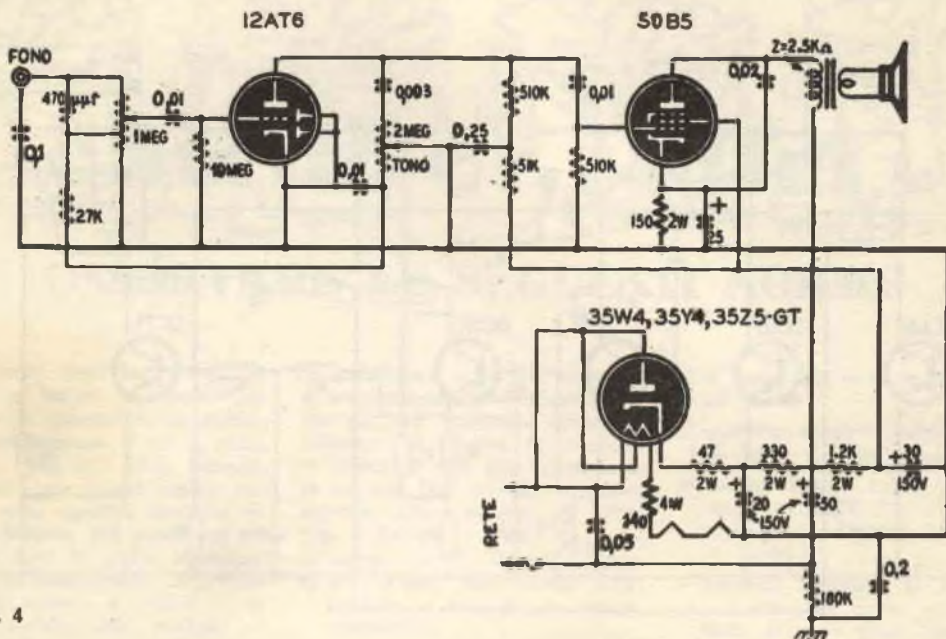 12AT6
50B5
FONO
Z=2.5KΩ
470 μμf
1MEG
0,01
0,1
27K
10MEG
0,01
0,003
2MEG
TONO
0,25
510K
51K
0,01
510K
0,02
150
2W
+
25
35W4, 35Y4, 35Z5-GT
RETE
0,05
140
4W
47
2W
330
2W
1.2K
2W
+
20
150V
+
50
+
30
150V
180K
0,2
4